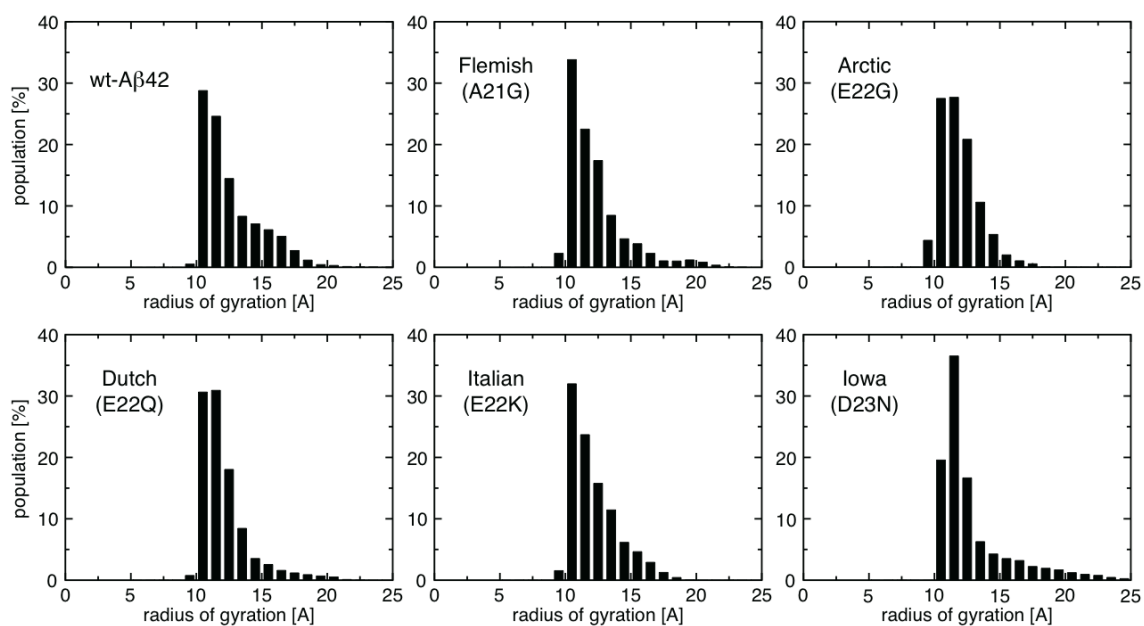 40
30
20
10
0
population [%]
wt-Aβ42
0 5 10 15 20 25
radius of gyration [A]
40
30
20
10
0
Flemish
(A21G)
0 5 10 15 20 25
radius of gyration [A]
40
30
20
10
0
Arctic
(E22G)
0 5 10 15 20 25
radius of gyration [A]
40
30
20
10
0
population [%]
Dutch
(E22Q)
0 5 10 15 20 25
radius of gyration [A]
40
30
20
10
0
Italian
(E22K)
0 5 10 15 20 25
radius of gyration [A]
40
30
20
10
0
Iowa
(D23N)
0 5 10 15 20 25
radius of gyration [A]